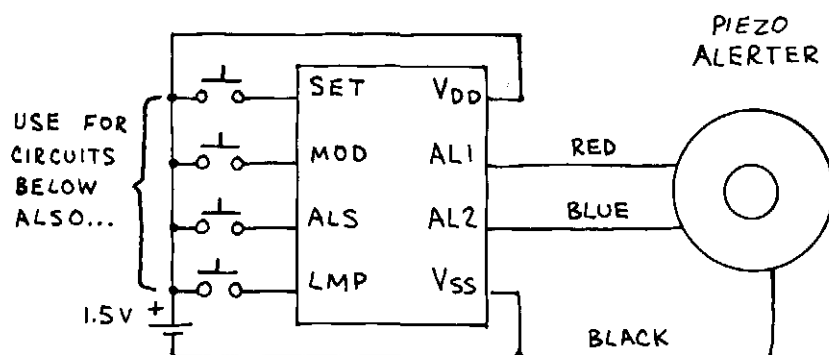 PIEZO
ALERTER
USE FOR
CIRCUITS
BELOW
ALSO...
SET
MOD
ALS
LMP
VDD
AL1
AL2
VSS
RED
BLUE
BLACK
1.5V +